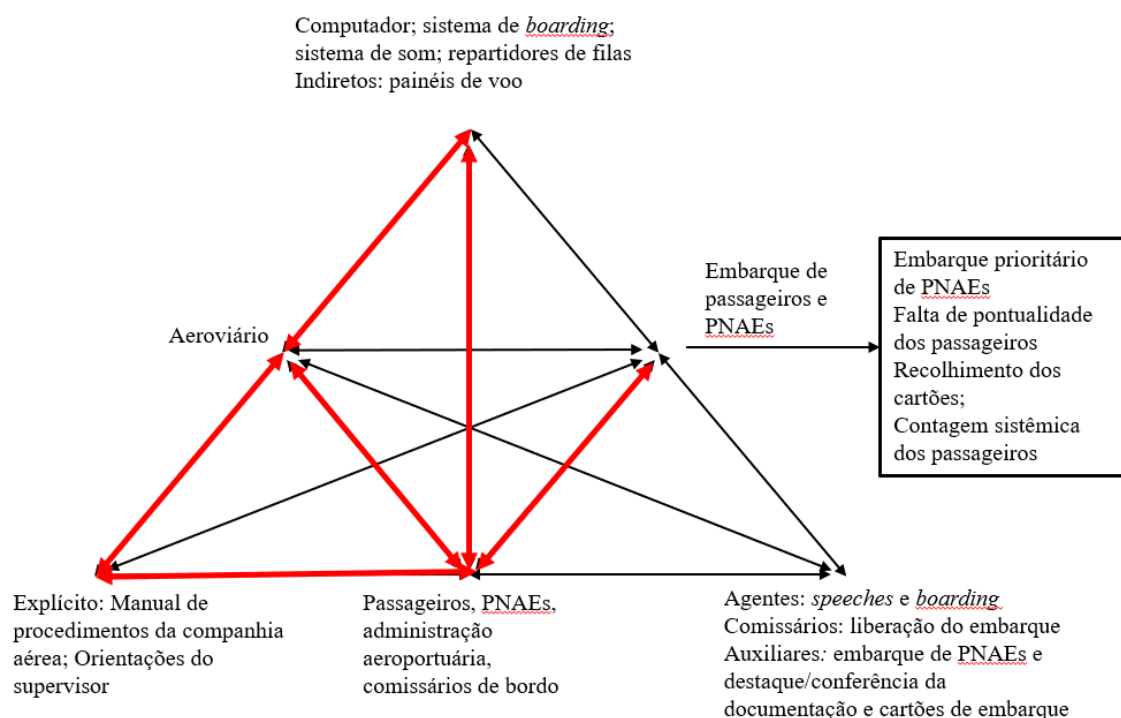 Computador; sistema de boarding;
sistema de som; repartidores de filas
Indiretos: painéis de voo
Aeroviário
Embarque de
passageiros e
PNAEs
Embarque prioritário
de PNAEs
Falta de pontualidade
dos passageiros
Recolhimento dos
cartões;
Contagem sistêmica
dos passageiros
Explícito: Manual de
procedimentos da companhia
aérea; Orientações do
supervisor
Passageiros, PNAEs,
administração
aeroportuária,
comissários de bordo
Agentes: speeches e boarding
Comissários: liberação do embarque
Auxiliares: embarque de PNAEs e
destaque/conferência da
documentação e cartões de embarque